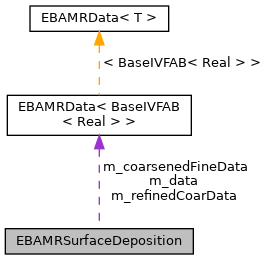 EBAMRData< T >
< BaseIVFAB< Real > >
EBAMRData< BaseIVFAB
< Real > >
m_coarsenedFineData
m_data
m_refinedCoarData
EBAMRSurfaceDeposition